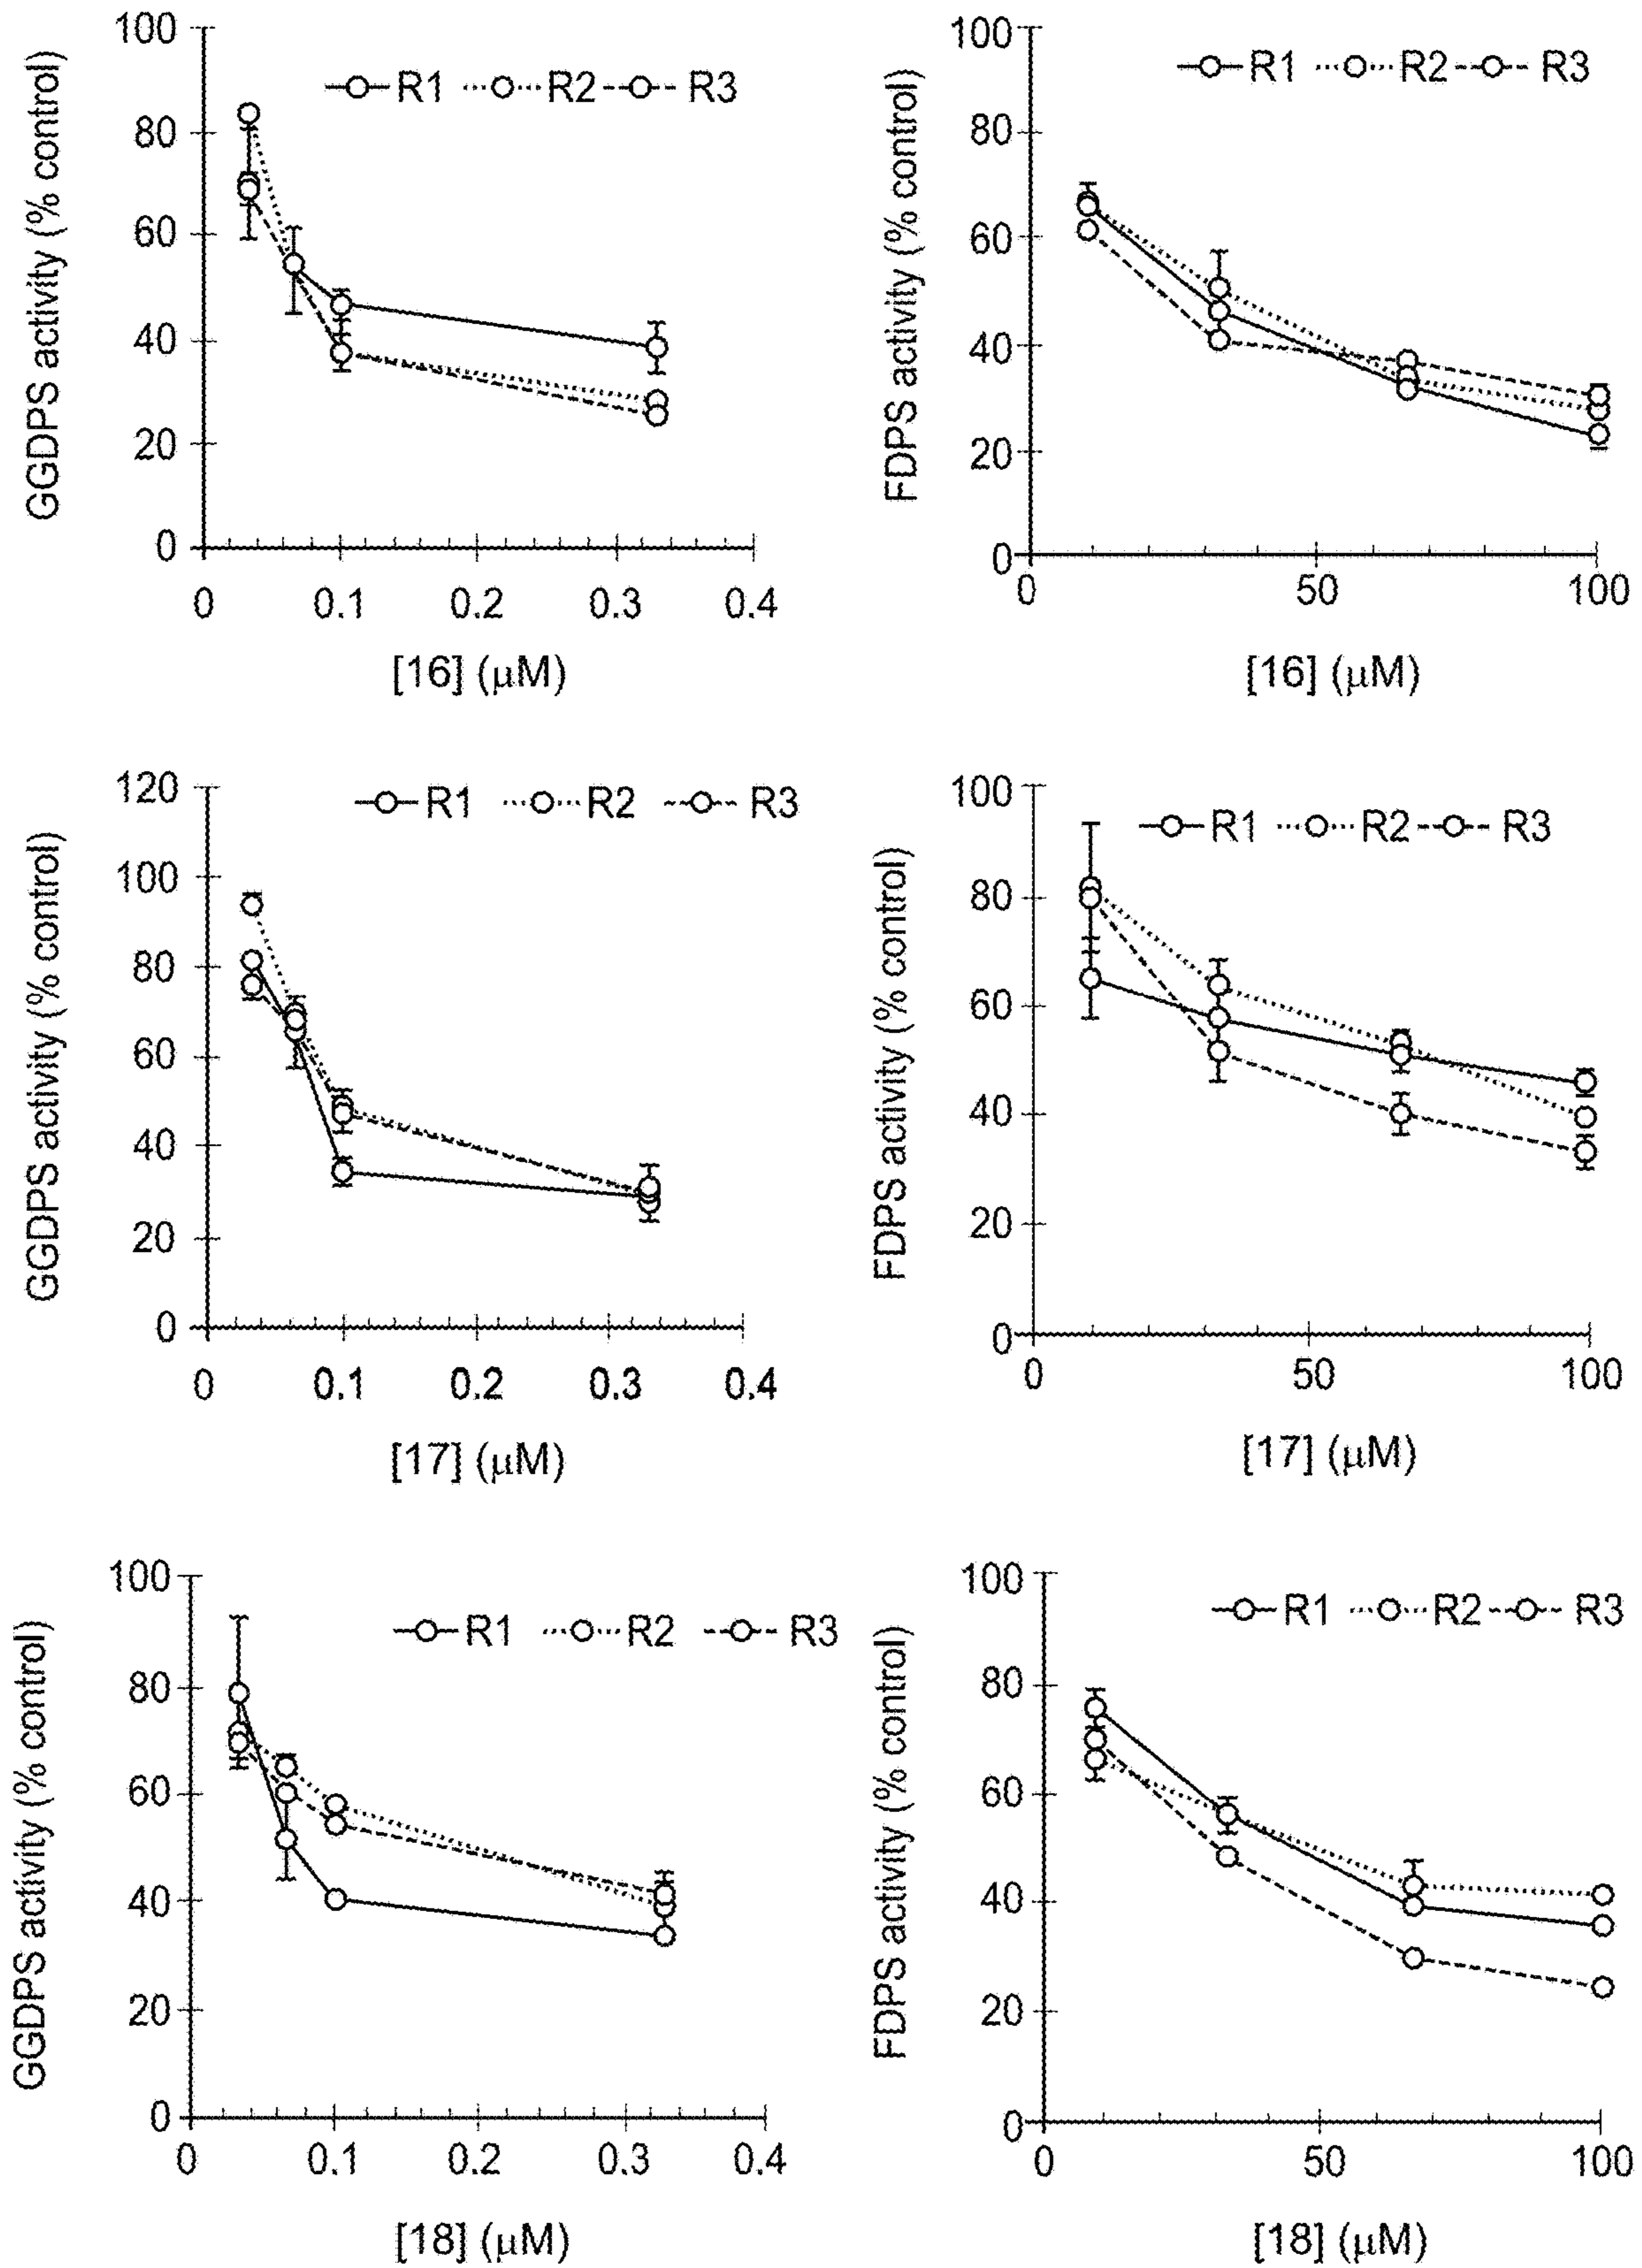 GGDPS activity (% control)
100
80
60
40
20
0
R1 R2 R3
0 0.1 0.2 0.3 0.4
[16] (μM)
FDPS activity (% control)
100
80
60
40
20
0
R1 R2 R3
0 50 100
[16] (μM)
GGDPS activity (% control)
120
100
80
60
40
20
0
R1 R2 R3
0 0.1 0.2 0.3 0.4
[17] (μM)
FDPS activity (% control)
100
80
60
40
20
0
R1 R2 R3
0 50 100
[17] (μM)
GGDPS activity (% control)
100
80
60
40
20
0
R1 R2 R3
0 0.1 0.2 0.3 0.4
[18] (μM)
FDPS activity (% control)
100
80
60
40
20
0
R1 R2 R3
0 50 100
[18] (μM)